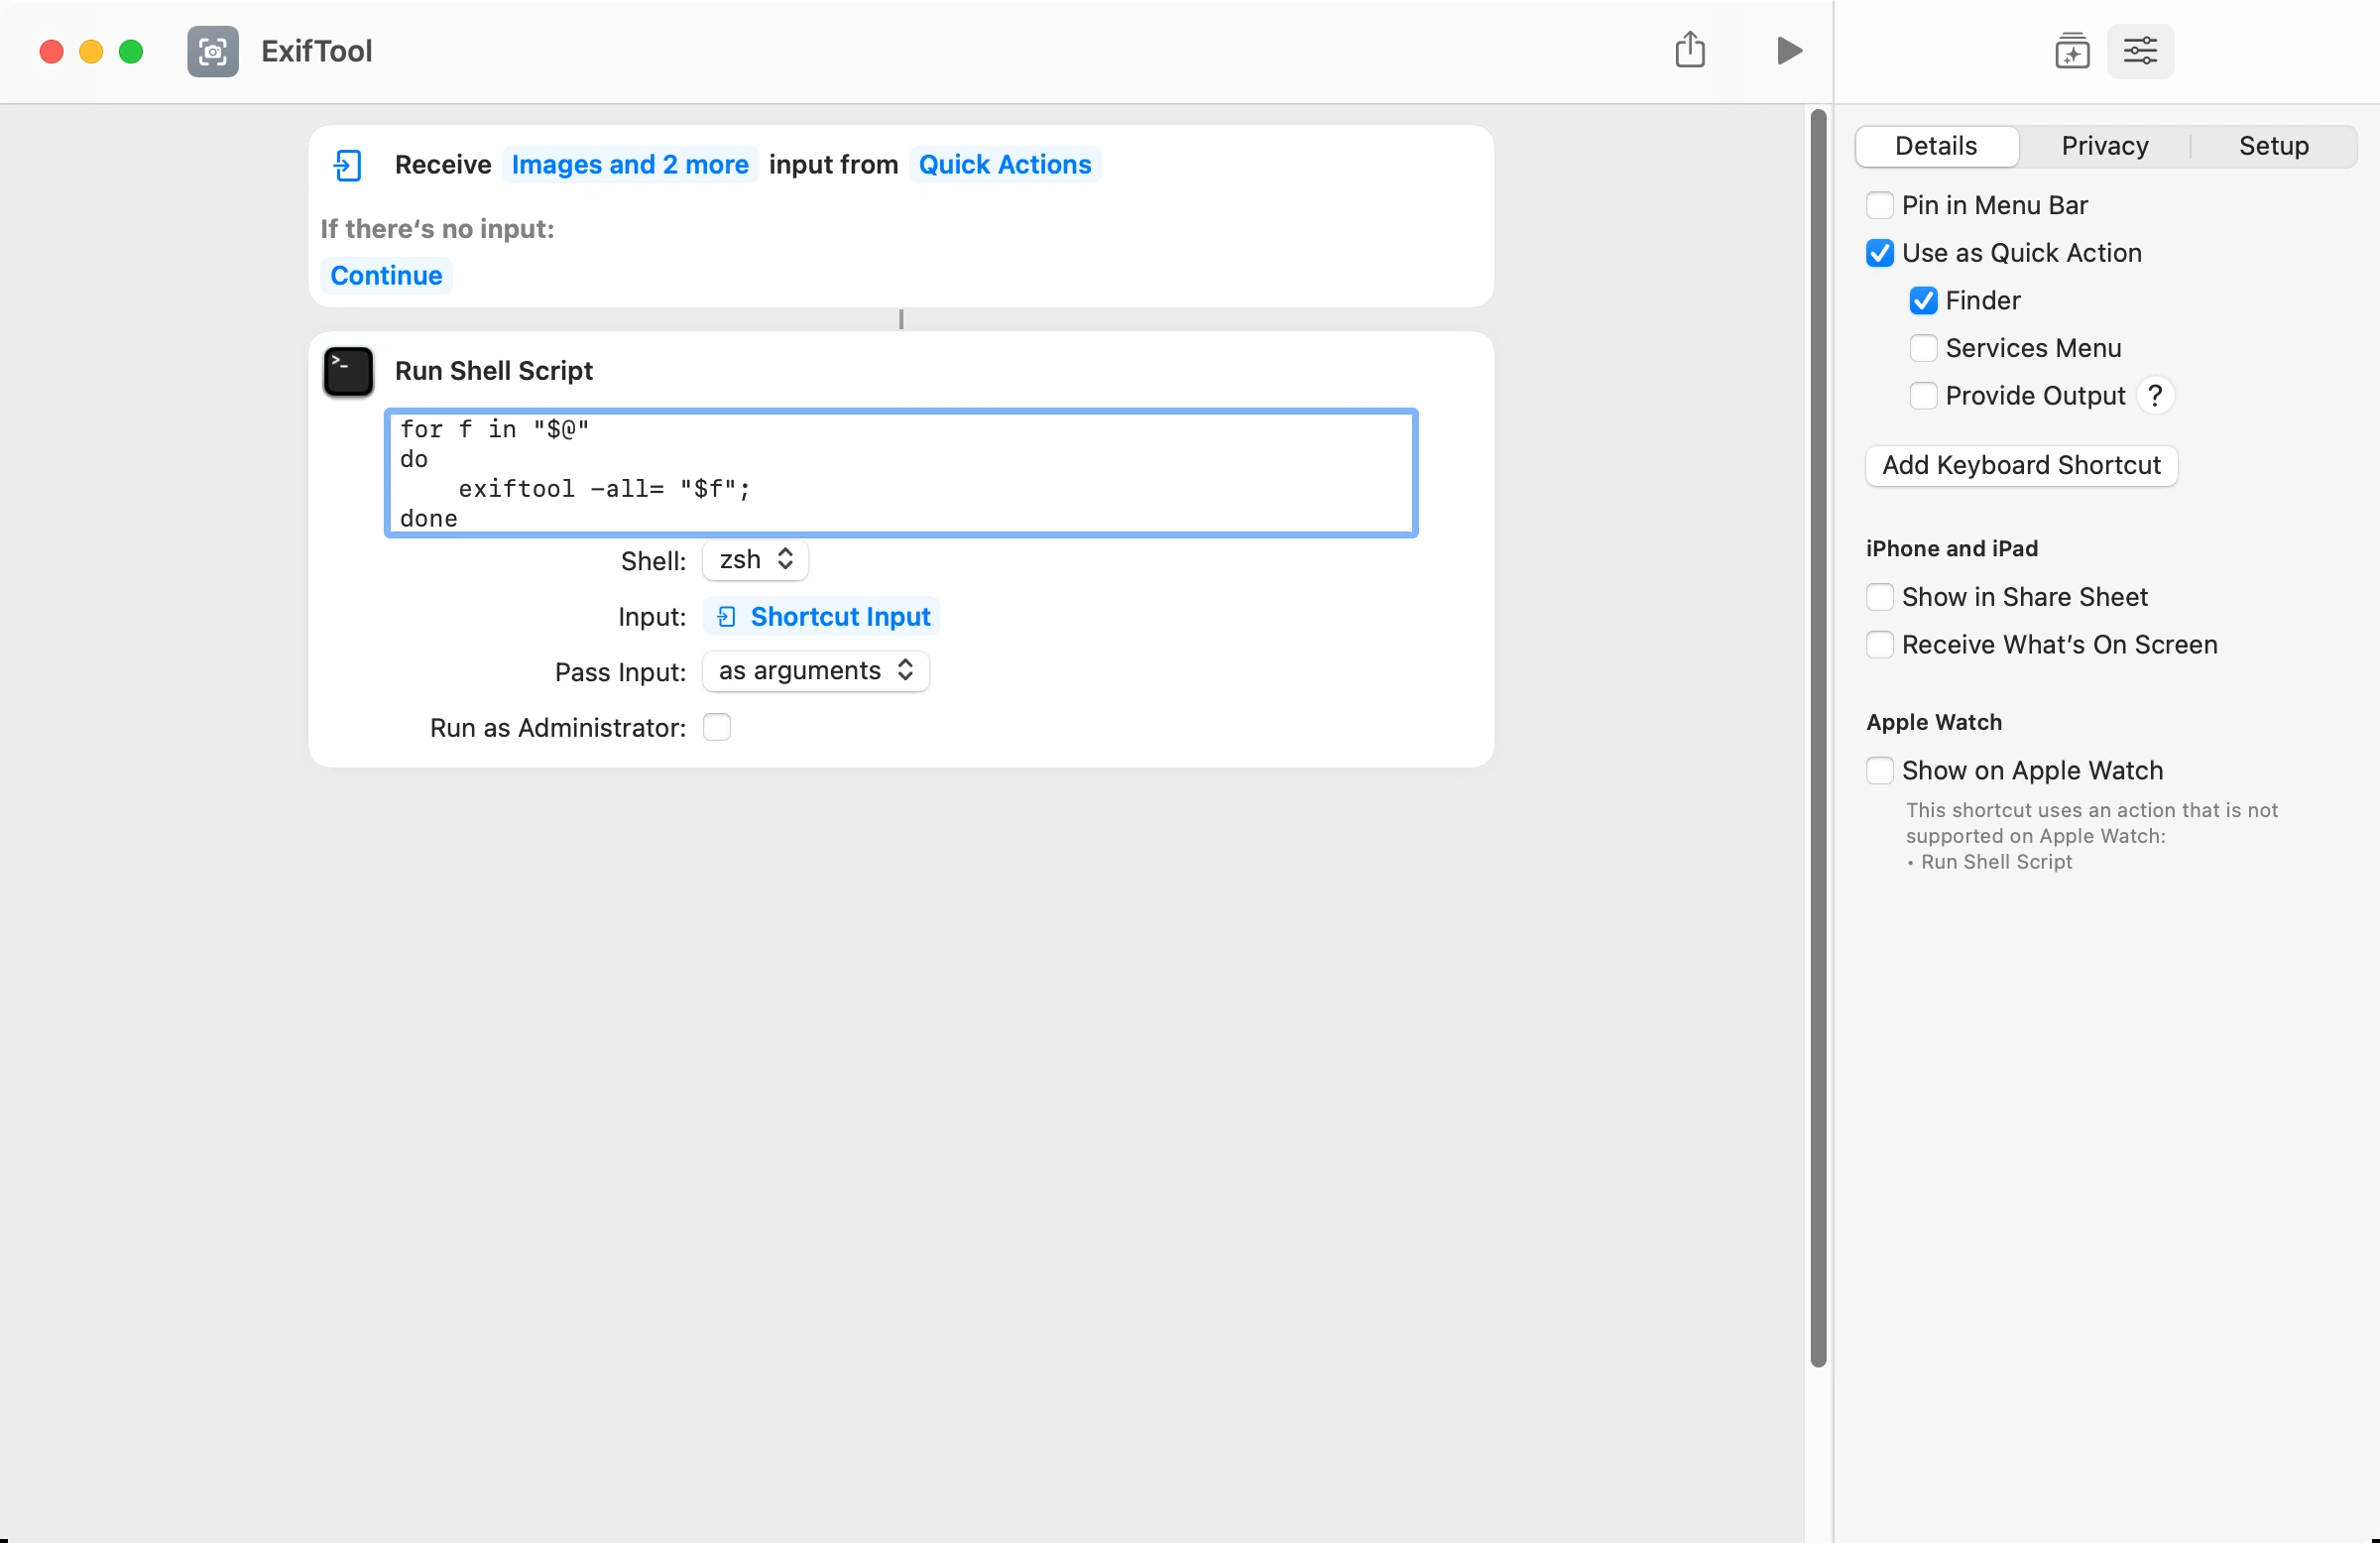 ExifTool
Receive Images and 2 more input from Quick Actions
If there‘s no input:
Continue
>_
Run Shell Script
for f in "$@"
do
    exiftool -all= "$f";
done
Shell: zsh
Input: Shortcut Input
Pass Input: as arguments
Run as Administrator:
Details Privacy Setup
Pin in Menu Bar
Use as Quick Action
Finder
Services Menu
Provide Output ?
Add Keyboard Shortcut
iPhone and iPad
Show in Share Sheet
Receive What’s On Screen
Apple Watch
Show on Apple Watch
This shortcut uses an action that is not
supported on Apple Watch:
• Run Shell Script